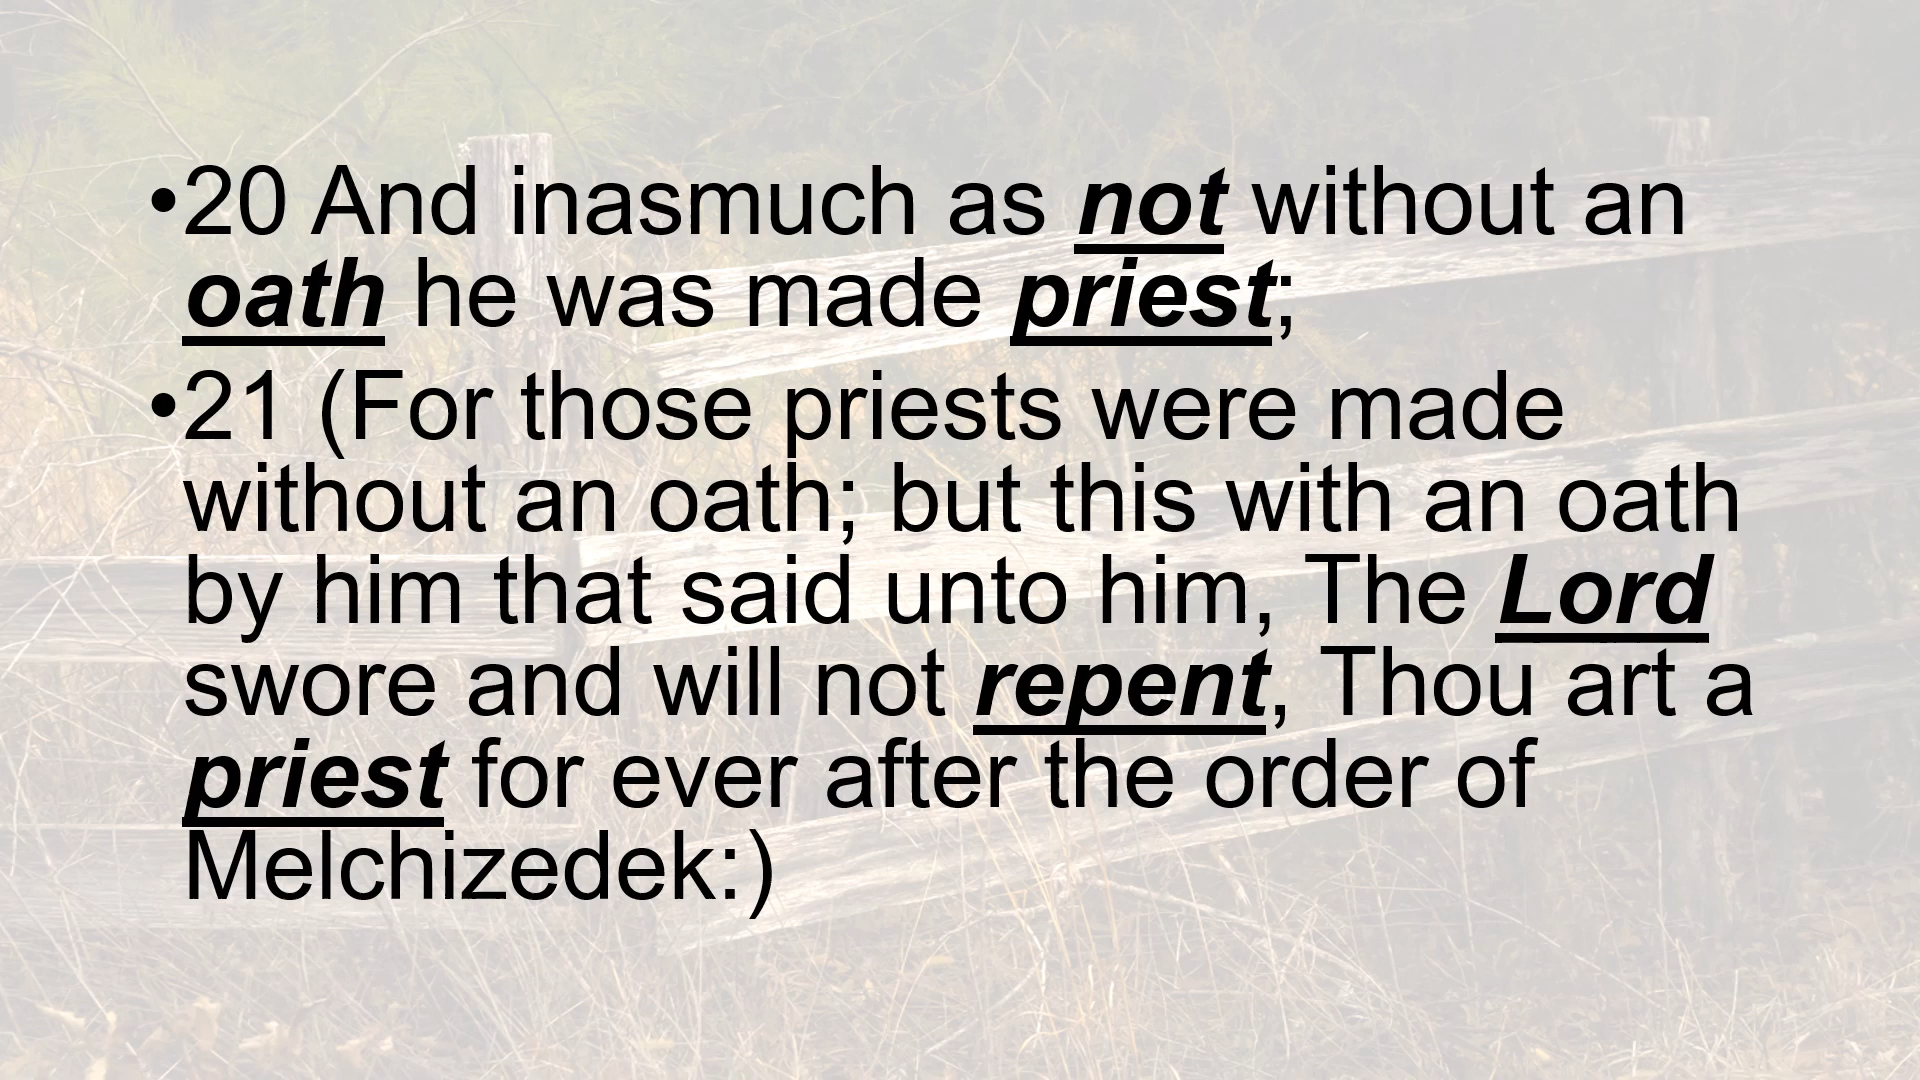 •20 And inasmuch as not without an
oath he was made priest;
•21 (For those priests were made
without an oath; but this with an oath
by him that said unto him, The Lord
swore and will not repent, Thou art a
priest for ever after the order of
Melchizedek:)